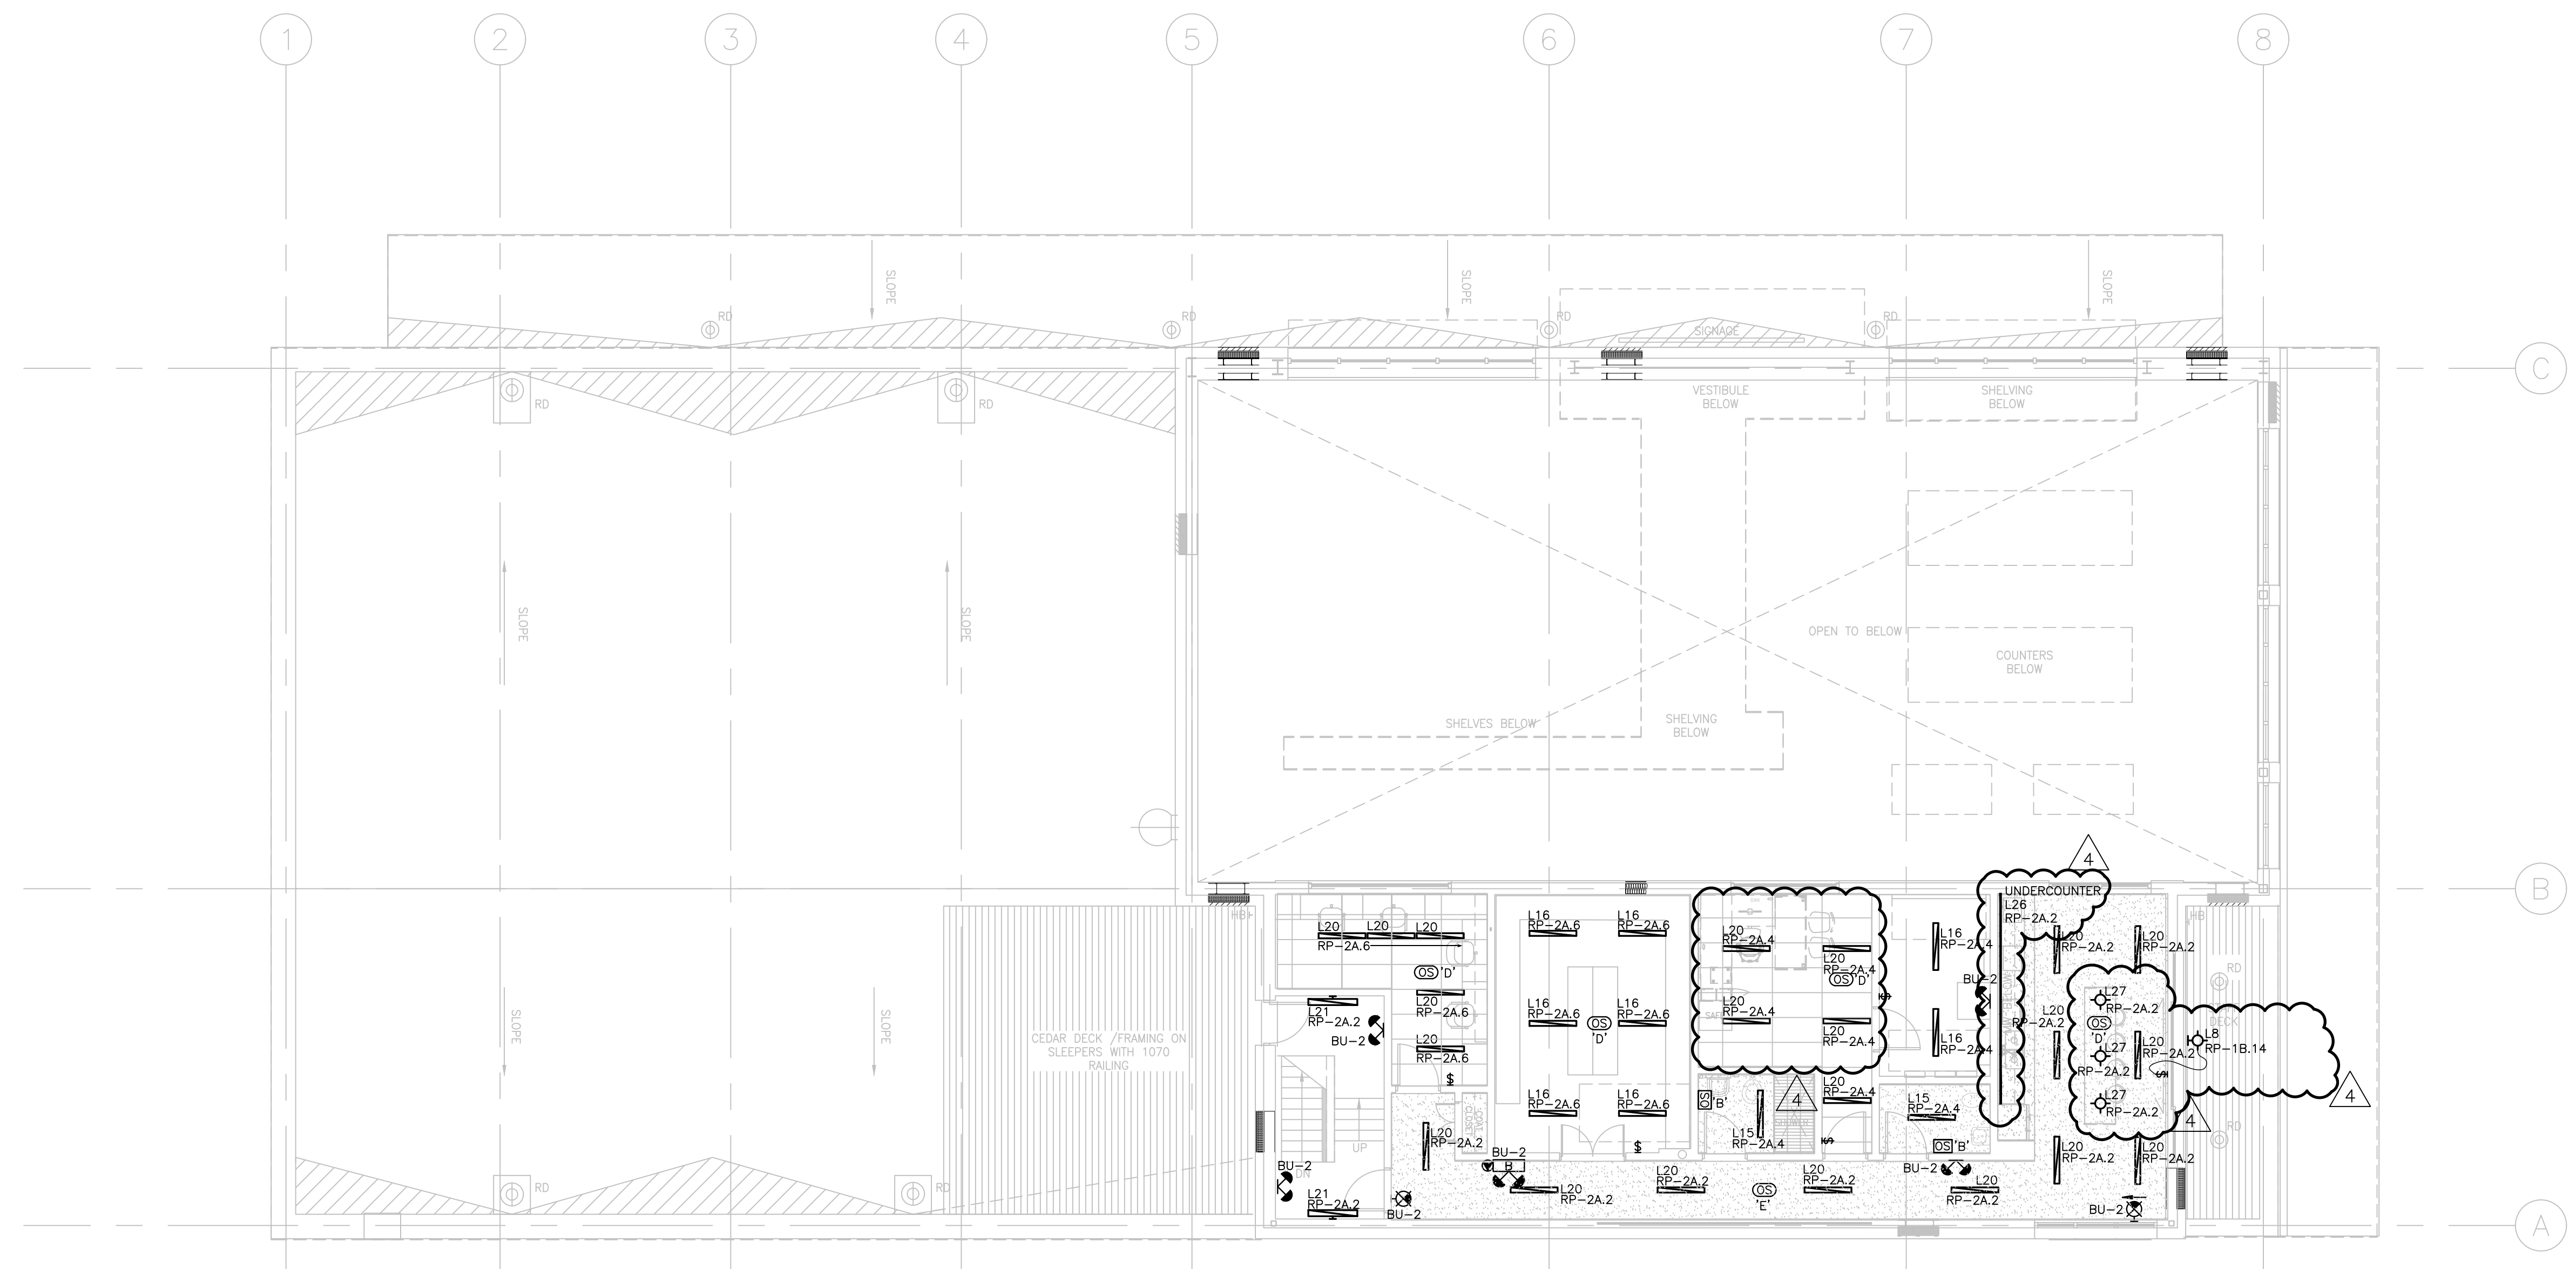 1
2
3
4
5
6
7
8
SLOPE
SLOPE
SLOPE
RD
RD
RD
RD
SIGNAGE
C
RD
RD
VESTIBULE
BELOW
SHELVING
BELOW
SLOPE
SLOPE
OPEN TO BELOW
COUNTERS
BELOW
SHELVES BELOW
SHELVING
BELOW
4
B
HB
UNDERCOUNTER
L26
RP-2A.2
HB
L20
L20
L20
RP-2A.6
L16
RP-2A.6
L16
RP-2A.6
L20
RP-2A.4
L20
RP-2A.4
L16
RP-2A.4
L20
RP-2A.2
L20
RP-2A.2
OS 'D'
OS 'D'
BU-2
RD
L20
RP-2A.6
L21
RP-2A.2
BU-2
L16
RP-2A.6
L16
RP-2A.6
OS
'D'
L20
RP-2A.4
L20
RP-2A.4
$
L16
RP-2A.4
L20
RP-2A.2
L27
RP-2A.2
OS
'D'
L27
RP-2A.2
L20
RP-2A.2
$
L27
RP-2A.2
DECK
L8
RP-1B.14
4
4
SLOPE
SLOPE
CEDAR DECK /FRAMING ON
SLEEPERS WITH 1070
RAILING
L20
RP-2A.6
$
L16
RP-2A.6
L16
RP-2A.6
$
OS 'B'
4
SHOWER
L15
RP-2A.4
L20
RP-2A.4
$
L15
RP-2A.4
OS 'B'
UP
DN
COAT
CLOSET
L20
RP-2A.2
L20
RP-2A.2
L20
RP-2A.2
RD
RD
RD
BU-2
L21
RP-2A.2
BU-2
BU-2
B
L20
RP-2A.2
L20
RP-2A.2
OS
'E'
L20
RP-2A.2
BU-2
L20
RP-2A.2
BU-2
A